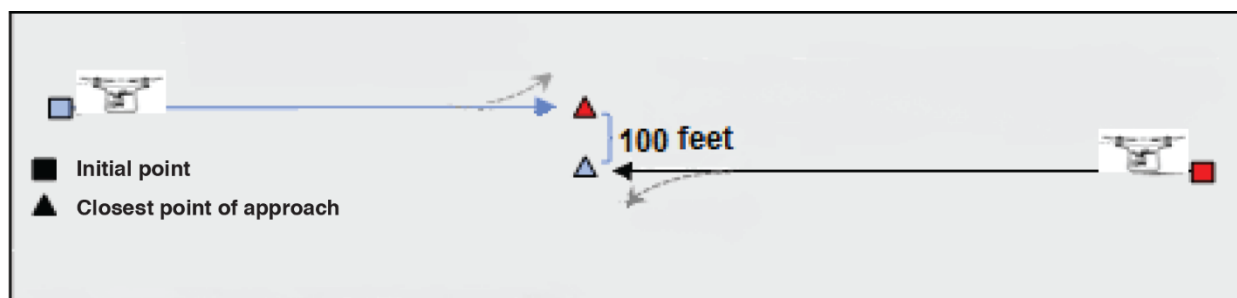 100 feet
Initial point
Closest point of approach